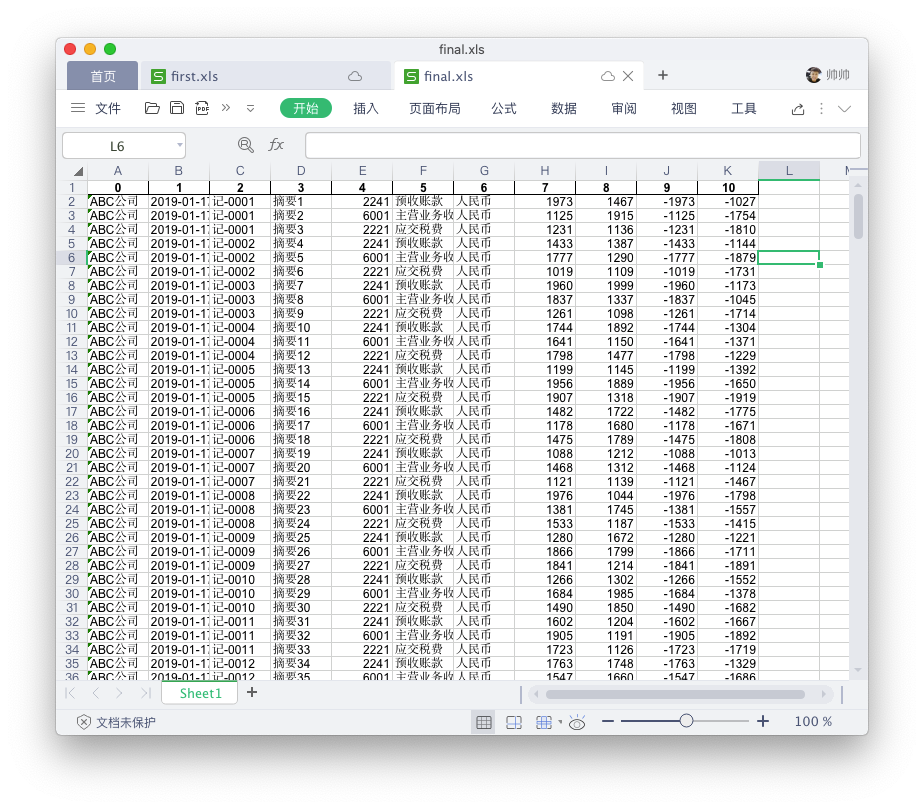 final.xls
首页 first.xls final.xls + 帅帅
文件 PDF 开始 插入 页面布局 公式 数据 审阅 视图 工具
L6 fx
A B C D E F G H I J K L M
1 0 1 2 3 4 5 6 7 8 9 10
2 ABC公司 2019-01-17 记-0001 摘要1 2241 预收账款 人民币 1973 1467 -1973 -1027
3 ABC公司 2019-01-17 记-0001 摘要2 6001 主营业务收 人民币 1125 1915 -1125 -1754
4 ABC公司 2019-01-17 记-0001 摘要3 2221 应交税费 人民币 1231 1136 -1231 -1810
5 ABC公司 2019-01-17 记-0002 摘要4 2241 预收账款 人民币 1433 1387 -1433 -1144
6 ABC公司 2019-01-17 记-0002 摘要5 6001 主营业务收 人民币 1777 1290 -1777 -1879
7 ABC公司 2019-01-17 记-0002 摘要6 2221 应交税费 人民币 1019 1109 -1019 -1731
8 ABC公司 2019-01-17 记-0003 摘要7 2241 预收账款 人民币 1960 1999 -1960 -1173
9 ABC公司 2019-01-17 记-0003 摘要8 6001 主营业务收 人民币 1837 1337 -1837 -1045
10 ABC公司 2019-01-17 记-0003 摘要9 2221 应交税费 人民币 1261 1098 -1261 -1714
11 ABC公司 2019-01-17 记-0004 摘要10 2241 预收账款 人民币 1744 1892 -1744 -1304
12 ABC公司 2019-01-17 记-0004 摘要11 6001 主营业务收 人民币 1641 1150 -1641 -1371
13 ABC公司 2019-01-17 记-0004 摘要12 2221 应交税费 人民币 1798 1477 -1798 -1229
14 ABC公司 2019-01-17 记-0005 摘要13 2241 预收账款 人民币 1199 1145 -1199 -1392
15 ABC公司 2019-01-17 记-0005 摘要14 6001 主营业务收 人民币 1956 1889 -1956 -1650
16 ABC公司 2019-01-17 记-0005 摘要15 2221 应交税费 人民币 1907 1318 -1907 -1919
17 ABC公司 2019-01-17 记-0006 摘要16 2241 预收账款 人民币 1482 1722 -1482 -1775
18 ABC公司 2019-01-17 记-0006 摘要17 6001 主营业务收 人民币 1178 1680 -1178 -1671
19 ABC公司 2019-01-17 记-0006 摘要18 2221 应交税费 人民币 1475 1789 -1475 -1808
20 ABC公司 2019-01-17 记-0007 摘要19 2241 预收账款 人民币 1088 1212 -1088 -1013
21 ABC公司 2019-01-17 记-0007 摘要20 6001 主营业务收 人民币 1468 1312 -1468 -1124
22 ABC公司 2019-01-17 记-0007 摘要21 2221 应交税费 人民币 1121 1139 -1121 -1467
23 ABC公司 2019-01-17 记-0008 摘要22 2241 预收账款 人民币 1976 1044 -1976 -1798
24 ABC公司 2019-01-17 记-0008 摘要23 6001 主营业务收 人民币 1381 1745 -1381 -1557
25 ABC公司 2019-01-17 记-0008 摘要24 2221 应交税费 人民币 1533 1187 -1533 -1415
26 ABC公司 2019-01-17 记-0009 摘要25 2241 预收账款 人民币 1280 1672 -1280 -1221
27 ABC公司 2019-01-17 记-0009 摘要26 6001 主营业务收 人民币 1866 1799 -1866 -1711
28 ABC公司 2019-01-17 记-0009 摘要27 2221 应交税费 人民币 1841 1214 -1841 -1891
29 ABC公司 2019-01-17 记-0010 摘要28 2241 预收账款 人民币 1266 1302 -1266 -1552
30 ABC公司 2019-01-17 记-0010 摘要29 6001 主营业务收 人民币 1684 1985 -1684 -1378
31 ABC公司 2019-01-17 记-0010 摘要30 2221 应交税费 人民币 1490 1850 -1490 -1682
32 ABC公司 2019-01-17 记-0011 摘要31 2241 预收账款 人民币 1602 1204 -1602 -1667
33 ABC公司 2019-01-17 记-0011 摘要32 6001 主营业务收 人民币 1905 1191 -1905 -1892
34 ABC公司 2019-01-17 记-0011 摘要33 2221 应交税费 人民币 1723 1126 -1723 -1719
35 ABC公司 2019-01-17 记-0012 摘要34 2241 预收账款 人民币 1763 1748 -1763 -1329
36 ABC公司 2019-01-17 记-0012 摘要35 6001 主营业务收 人民币 1547 1660 -1547 -1686
Sheet1 +
文档未保护 100 %